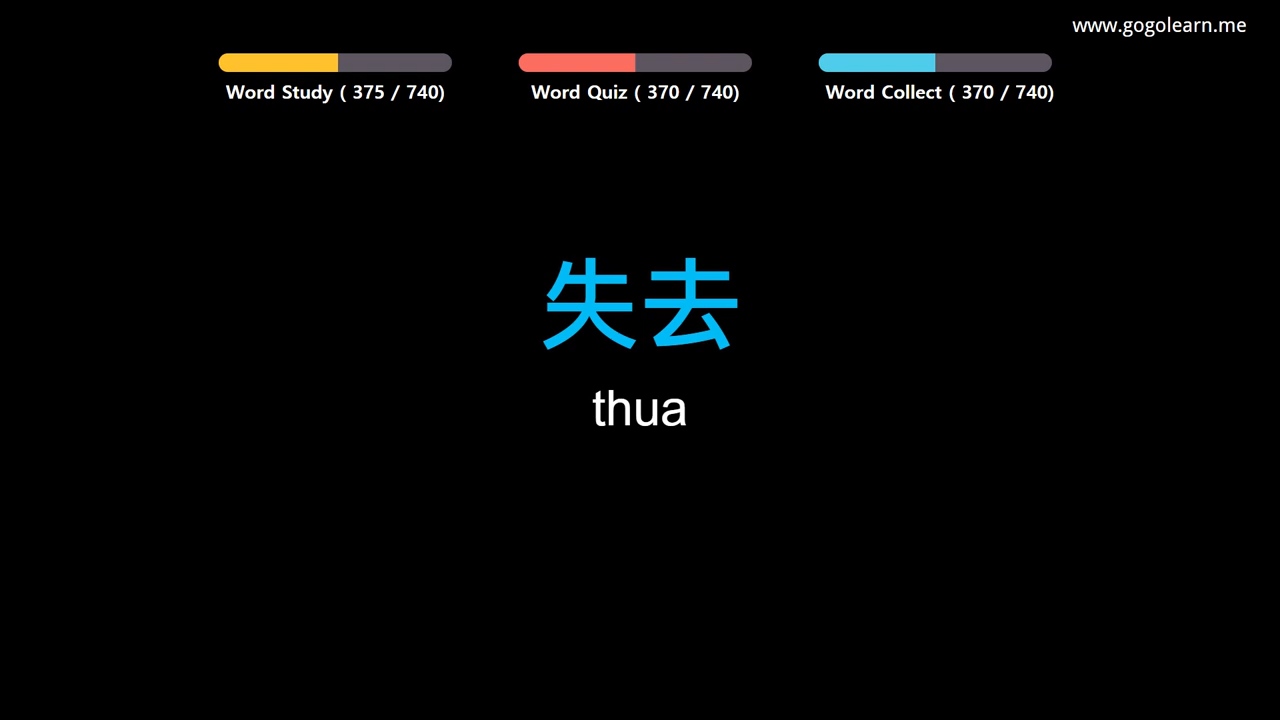 www.gogolearn.me
Word Study ( 375 / 740)
Word Quiz ( 370 / 740)
Word Collect ( 370 / 740)
失去
thua